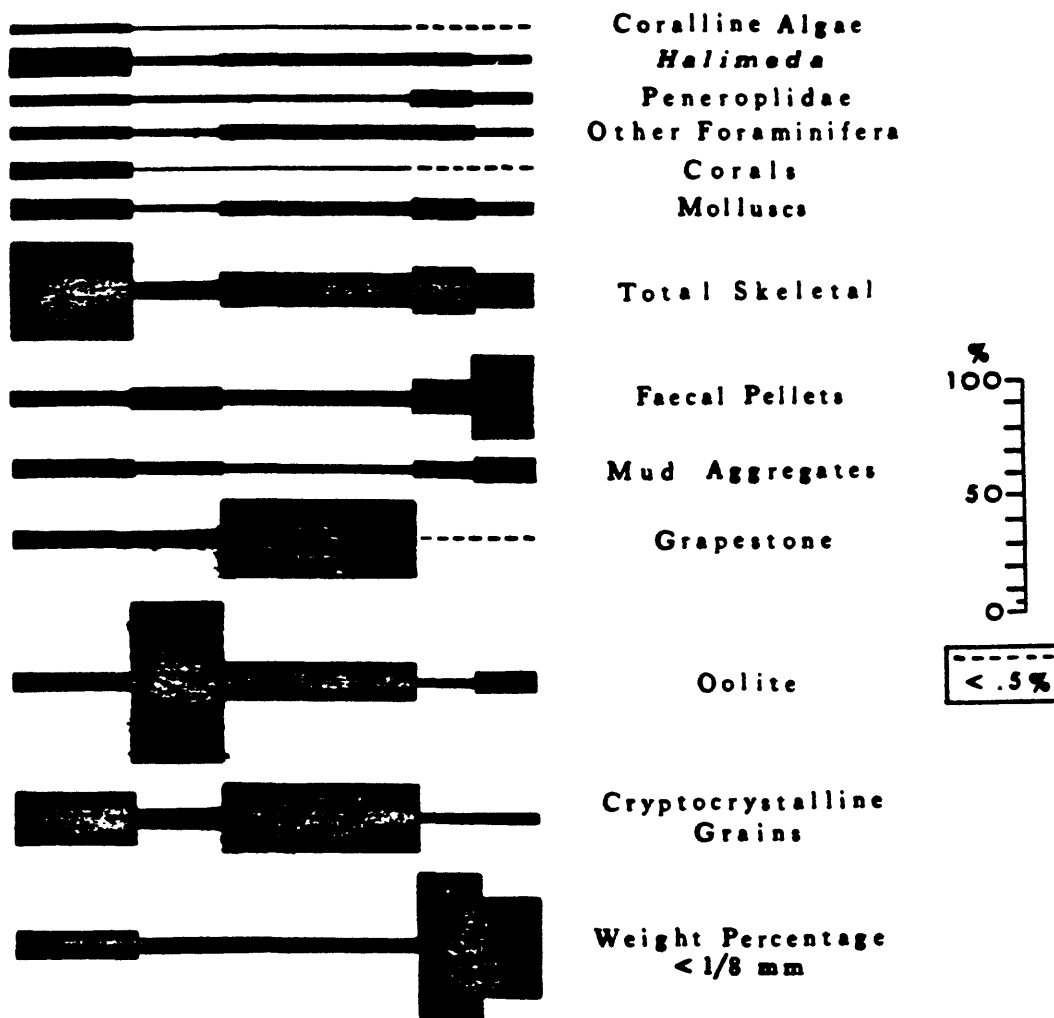 Coralline Algae
Halimeda
Peneroplidae
Other Foraminifera
Corals
Molluscs
Total Skeletal
Faecal Pellets
Mud Aggregates
Grapestone
Oolite
Cryptocrystalline
Grains
Weight Percentage
< 1/8 mm
%
100
50
0
< .5%